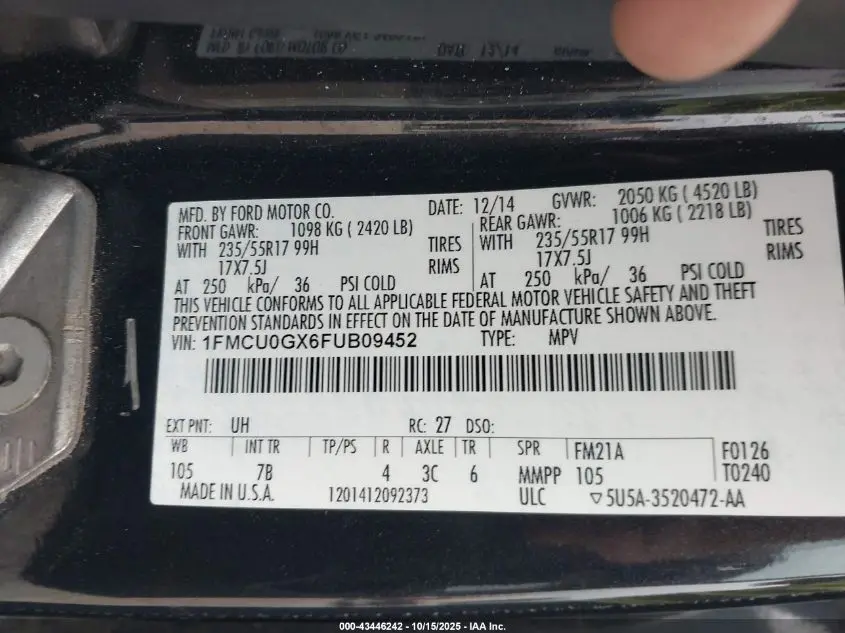 MFD. BY FORD MOTOR CO. DATE: 12/14 GVWR: 2050 KG ( 4520 LB)
FRONT GAWR: 1098 KG ( 2420 LB) REAR GAWR: 1006 KG ( 2218 LB)
WITH 235/55R17 99H TIRES WITH 235/55R17 99H TIRES
17X7.5J RIMS 17X7.5J RIMS
AT 250 kPa/ 36 PSI COLD AT 250 kPa/ 36 PSI COLD
THIS VEHICLE CONFORMS TO ALL APPLICABLE FEDERAL MOTOR VEHICLE SAFETY AND THEFT
PREVENTION STANDARDS IN EFFECT ON THE DATE OF MANUFACTURE SHOWN ABOVE.
VIN: 1FMCU0GX6FUB09452 TYPE: MPV
EXT PNT: UH RC: 27 DSO:
WB INT TR TP/PS R AXLE TR SPR FM21A F0126
105 7B 4 3C 6 MMPP 105 T0240
MADE IN U.S.A. 1201412092373 ULC ▽5U5A-3520472-AA
000-43446242 - 10/15/2025 - IAA Inc.